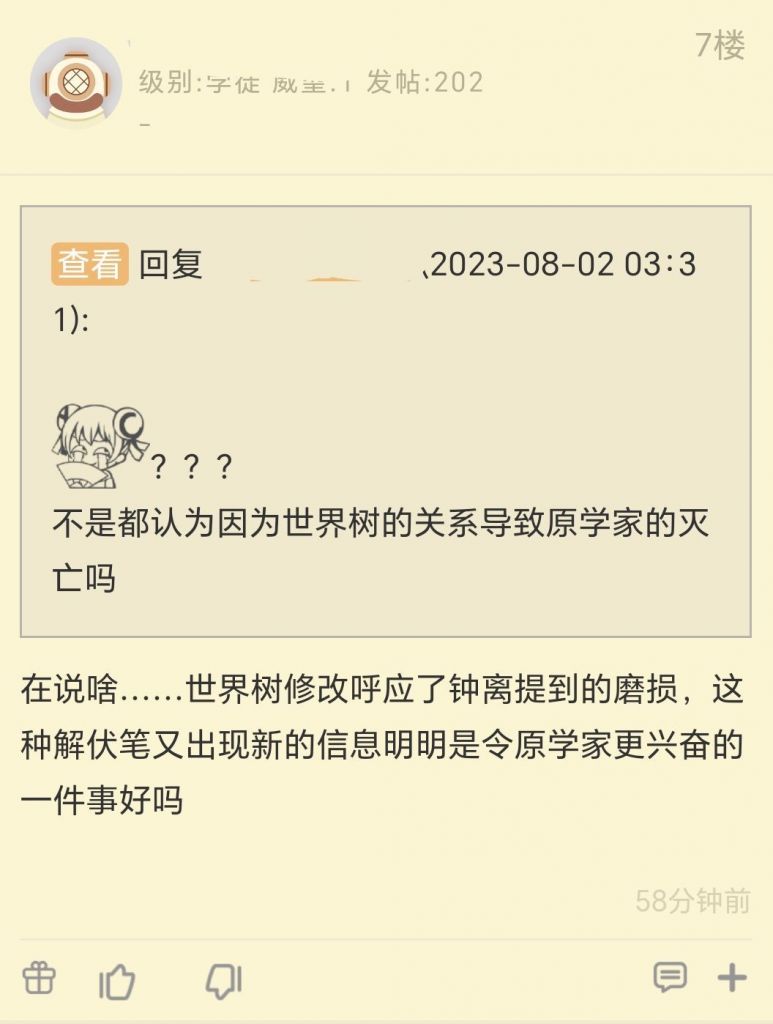 7楼
级别:学徒 威望:1 发帖:202
-
查看 回复
,2023-08-02 03:3
1):
？？？
不是都认为因为世界树的关系导致原学家的灭
亡吗
在说啥……世界树修改呼应了钟离提到的磨损，这
种解伏笔又出现新的信息明明是令原学家更兴奋的
一件事好吗
58分钟前